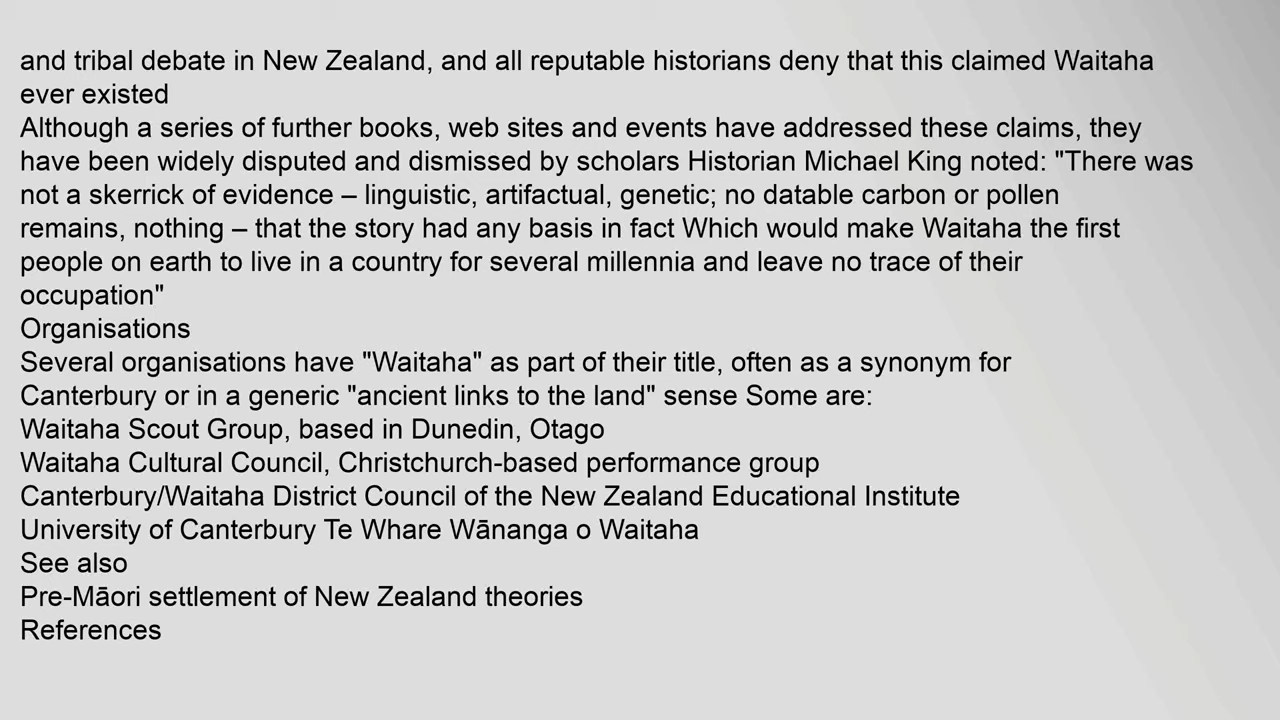 and tribal debate in New Zealand, and all reputable historians deny that this claimed Waitaha
ever existed
Although a series of further books, web sites and events have addressed these claims, they
have been widely disputed and dismissed by scholars Historian Michael King noted: "There was
not a skerrick of evidence – linguistic, artifactual, genetic; no datable carbon or pollen
remains, nothing – that the story had any basis in fact Which would make Waitaha the first
people on earth to live in a country for several millennia and leave no trace of their
occupation"
Organisations
Several organisations have "Waitaha" as part of their title, often as a synonym for
Canterbury or in a generic "ancient links to the land" sense Some are:
Waitaha Scout Group, based in Dunedin, Otago
Waitaha Cultural Council, Christchurch-based performance group
Canterbury/Waitaha District Council of the New Zealand Educational Institute
University of Canterbury Te Whare Wānanga o Waitaha
See also
Pre-Māori settlement of New Zealand theories
References